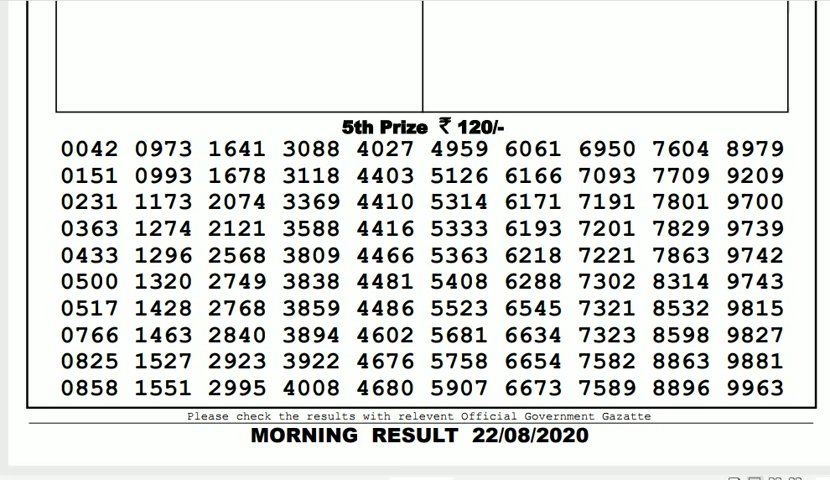 5th Prize ₹ 120/-
0042 0973 1641 3088 4027 4959 6061 6950 7604 8979
0151 0993 1678 3118 4403 5126 6166 7093 7709 9209
0231 1173 2074 3369 4410 5314 6171 7191 7801 9700
0363 1274 2121 3588 4416 5333 6193 7201 7829 9739
0433 1296 2568 3809 4466 5363 6218 7221 7863 9742
0500 1320 2749 3838 4481 5408 6288 7302 8314 9743
0517 1428 2768 3859 4486 5523 6545 7321 8532 9815
0766 1463 2840 3894 4602 5681 6634 7323 8598 9827
0825 1527 2923 3922 4676 5758 6654 7582 8863 9881
0858 1551 2995 4008 4680 5907 6673 7589 8896 9963
Please check the results with relevent Official Government Gazatte
MORNING RESULT 22/08/2020